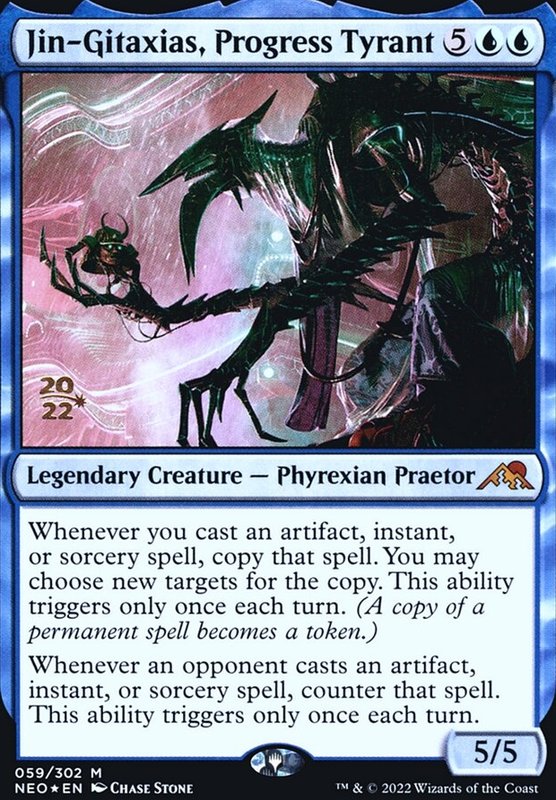 Jin-Gitaxias, Progress Tyrant 5
20
22
Legendary Creature — Phyrexian Praetor
Whenever you cast an artifact, instant,
or sorcery spell, copy that spell. You may
choose new targets for the copy. This ability
triggers only once each turn. (A copy of a
permanent spell becomes a token.)
Whenever an opponent casts an artifact,
instant, or sorcery spell, counter that spell.
This ability triggers only once each turn.
5/5
059/302 M
NEO★EN Chase Stone
™ & © 2022 Wizards of the Coast